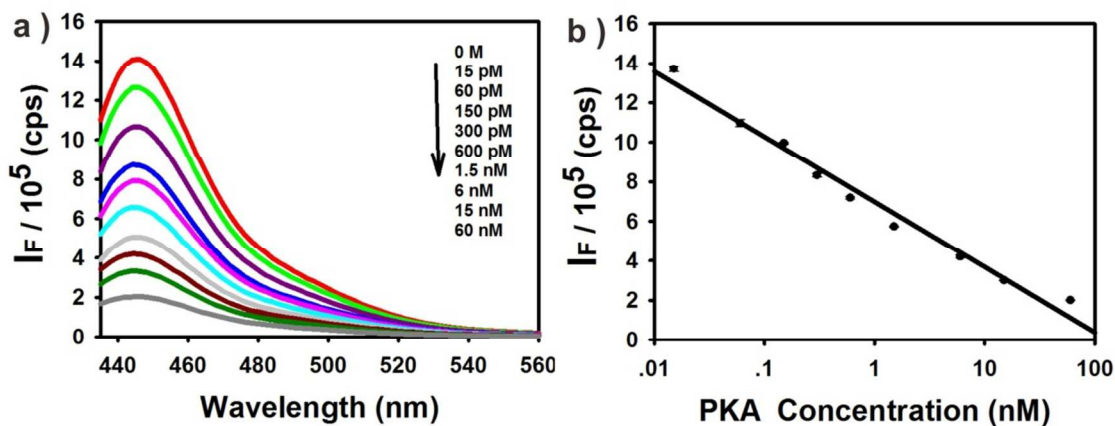 a )
16
14
12
10
8
6
4
2
0
I_F / 10^5 (cps)
0 M
15 pM
60 pM
150 pM
300 pM
600 pM
1.5 nM
6 nM
15 nM
60 nM
440 460 480 500 520 540 560
Wavelength (nm)
b )
16
14
12
10
8
6
4
2
0
I_F / 10^5 (cps)
.01 .1 1 10 100
PKA Concentration (nM)